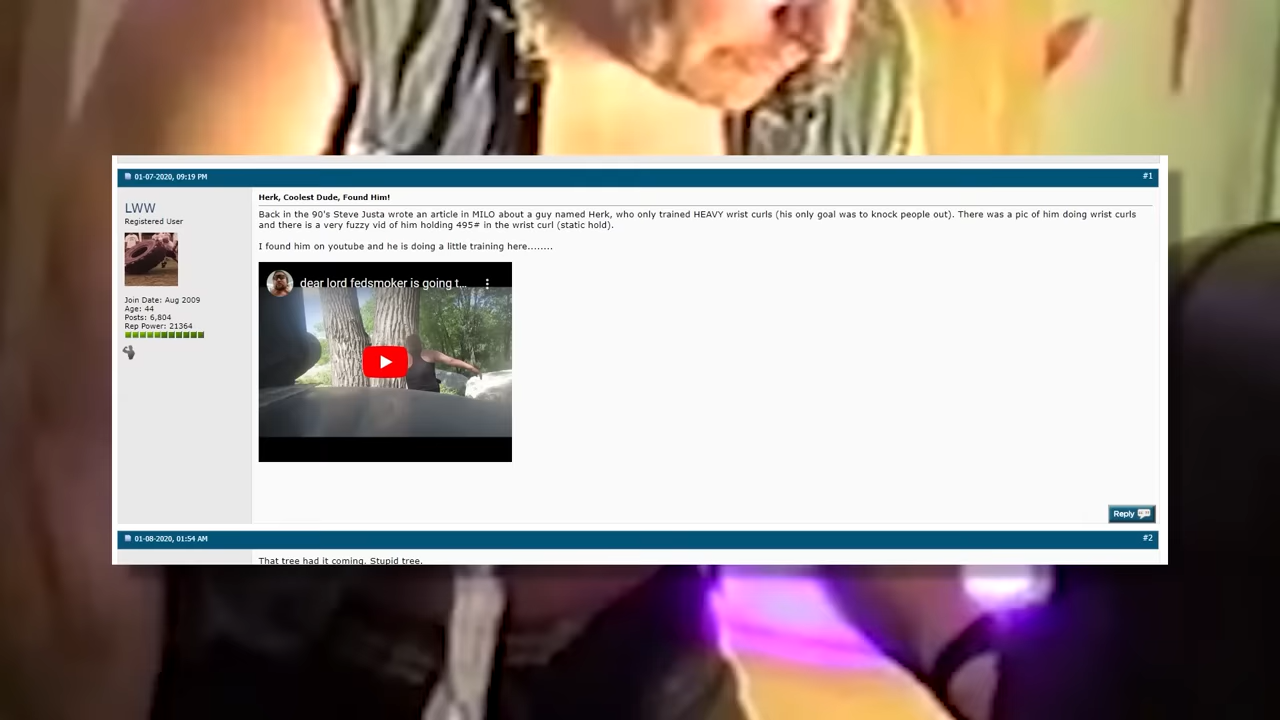 01-07-2020, 09:19 PM
#1
LWW
Registered User
Join Date: Aug 2009
Age: 44
Posts: 6,804
Rep Power: 21364
Herk, Coolest Dude, Found Him!
Back in the 90's Steve Justa wrote an article in MILO about a guy named Herk, who only trained HEAVY wrist curls (his only goal was to knock people out). There was a pic of him doing wrist curls
and there is a very fuzzy vid of him holding 495# in the wrist curl (static hold).
I found him on youtube and he is doing a little training here........
dear lord fedsmoker is going t...
Reply
01-08-2020, 01:54 AM
#2
That tree had it coming. Stupid tree.